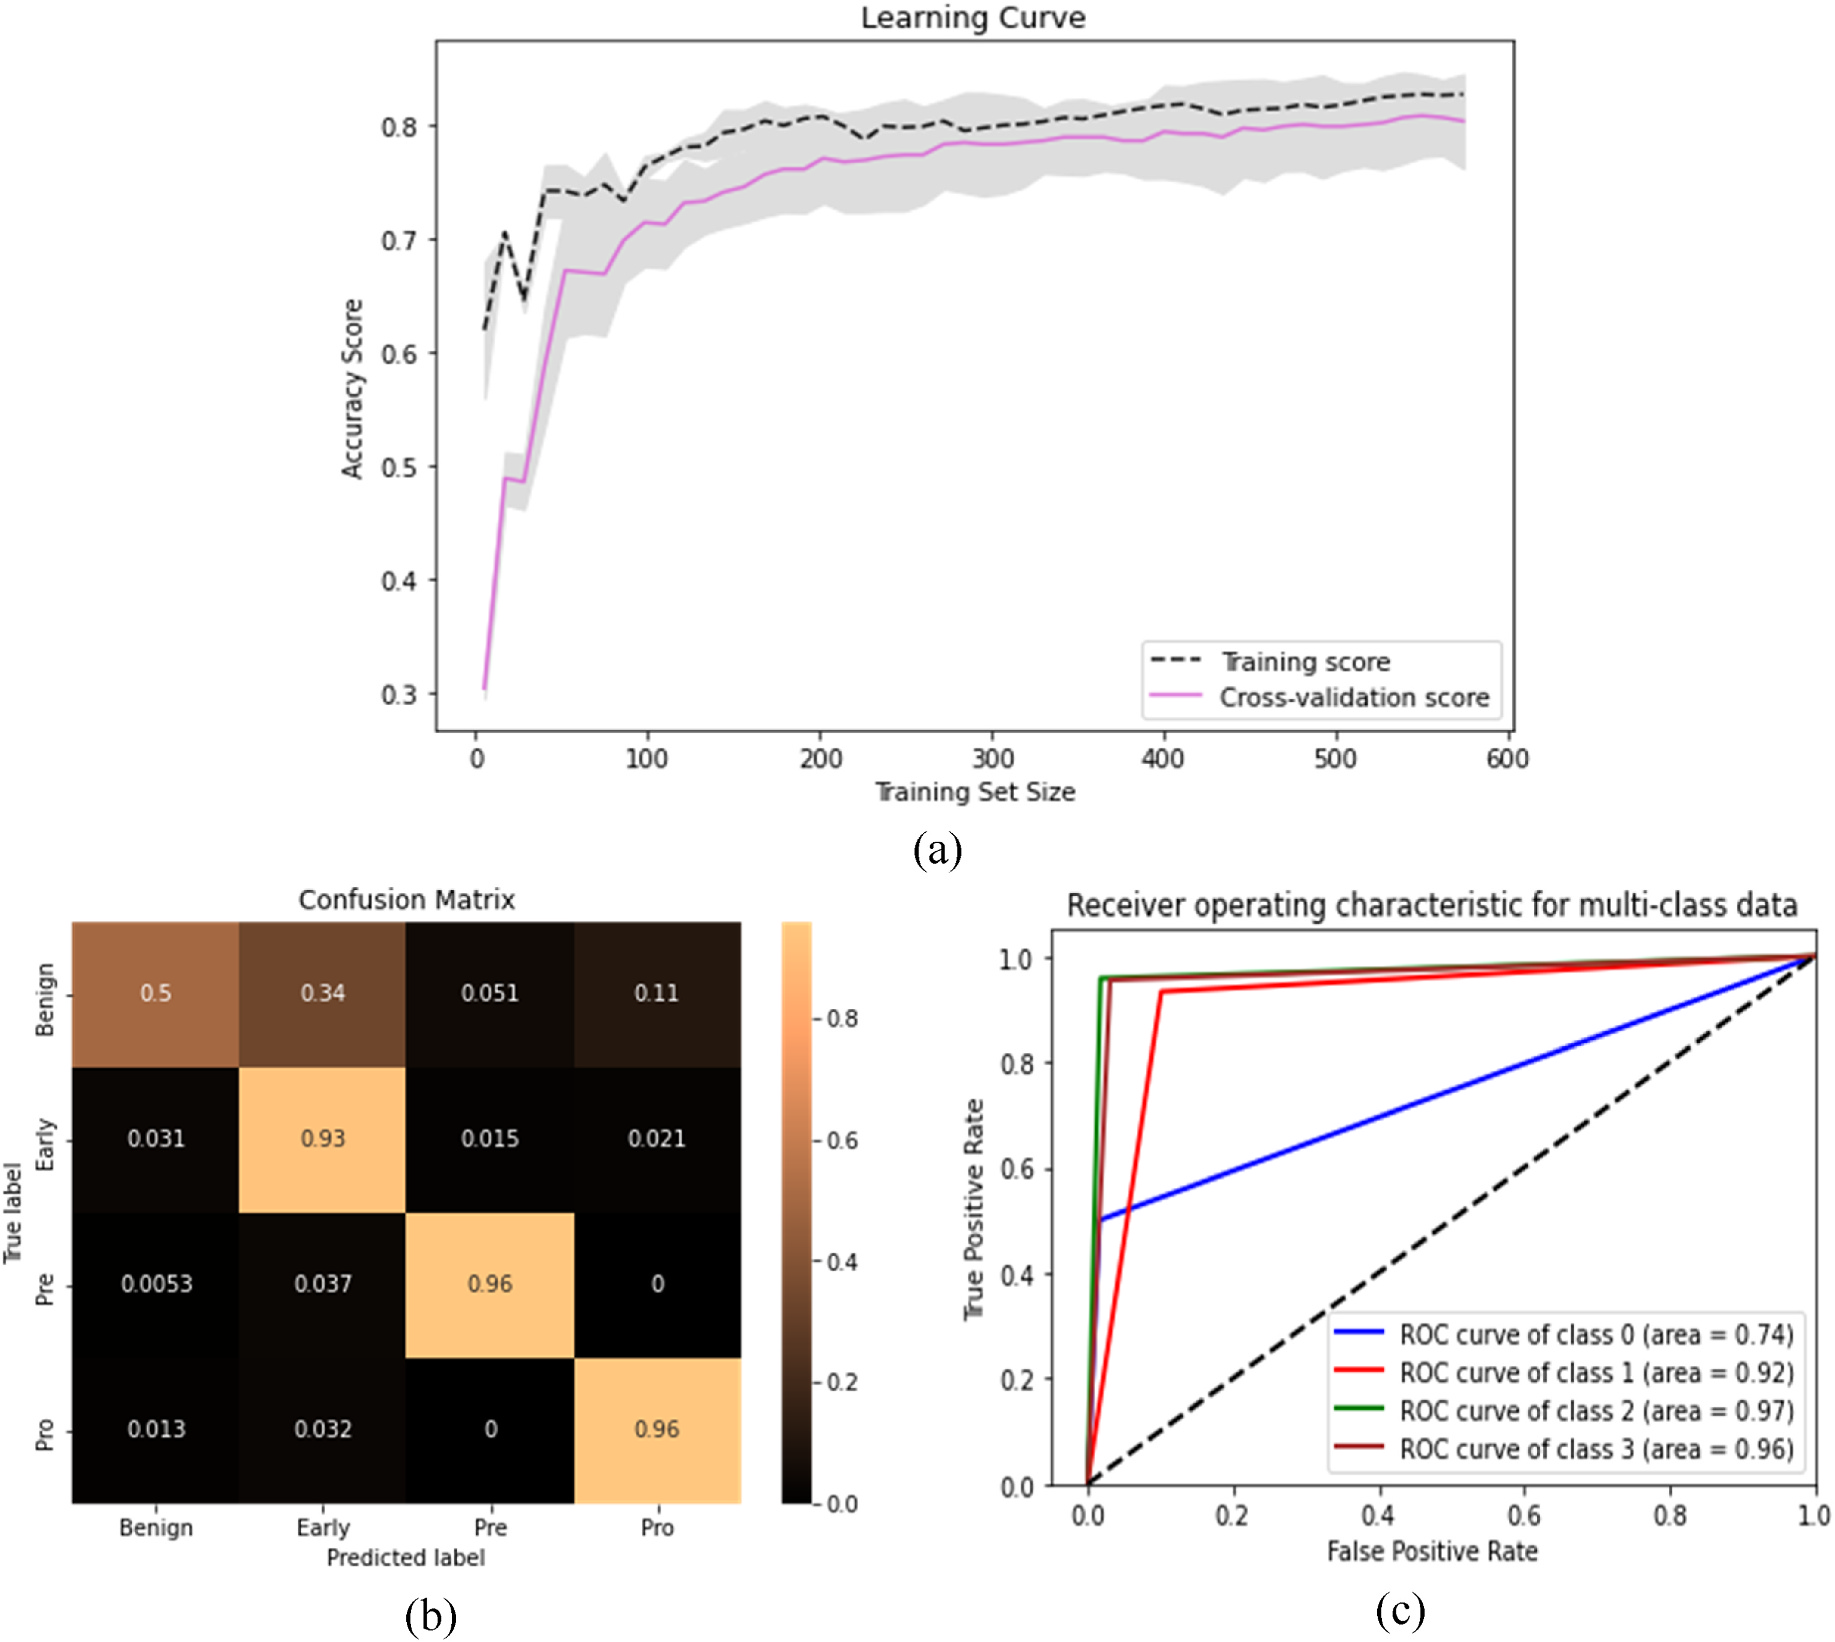 Learning Curve
0.8
0.7
0.6
0.5
0.4
0.3
Accuracy Score
Training score
Cross-validation score
0 100 200 300 400 500 600
Training Set Size
(a)
Confusion Matrix
True label
Benign 0.5 0.34 0.051 0.11
Early 0.031 0.93 0.015 0.021
Pre 0.0053 0.037 0.96 0
Pro 0.013 0.032 0 0.96
Benign Early Pre Pro
Predicted label
0.8
0.6
0.4
0.2
0.0
(b)
Receiver operating characteristic for multi-class data
1.0
0.8
0.6
0.4
0.2
0.0
True Positive Rate
ROC curve of class 0 (area = 0.74)
ROC curve of class 1 (area = 0.92)
ROC curve of class 2 (area = 0.97)
ROC curve of class 3 (area = 0.96)
0.0 0.2 0.4 0.6 0.8 1.0
False Positive Rate
(c)